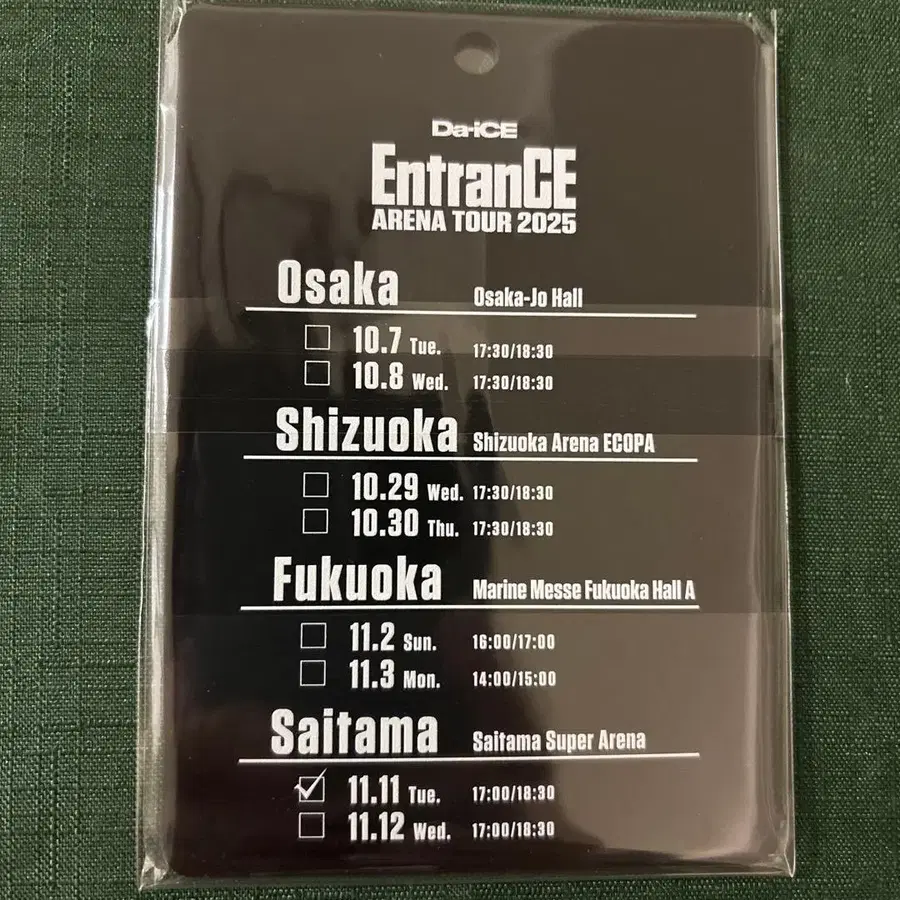 Da-iCE
EntranCE
ARENA TOUR 2025
Osaka Osaka-Jo Hall
10.7 Tue. 17:30/18:30
10.8 Wed. 17:30/18:30
Shizuoka Shizuoka Arena ECOPA
10.29 Wed. 17:30/18:30
10.30 Thu. 17:30/18:30
Fukuoka Marine Messe Fukuoka Hall A
11.2 Sun. 16:00/17:00
11.3 Mon. 14:00/15:00
Saitama Saitama Super Arena
11.11 Tue. 17:00/18:30
11.12 Wed. 17:00/18:30